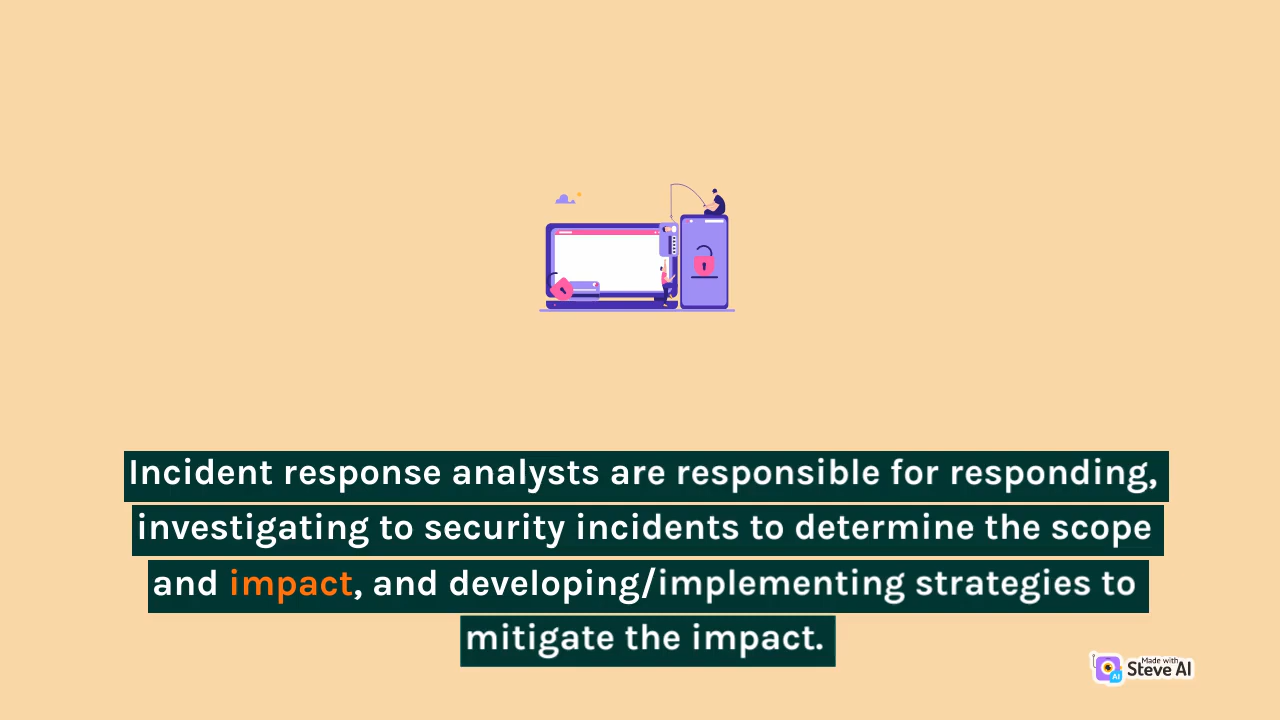 Incident response analysts are responsible for responding,
investigating to security incidents to determine the scope
and impact, and developing/implementing strategies to
mitigate the impact.
Made with
Steve AI
AI